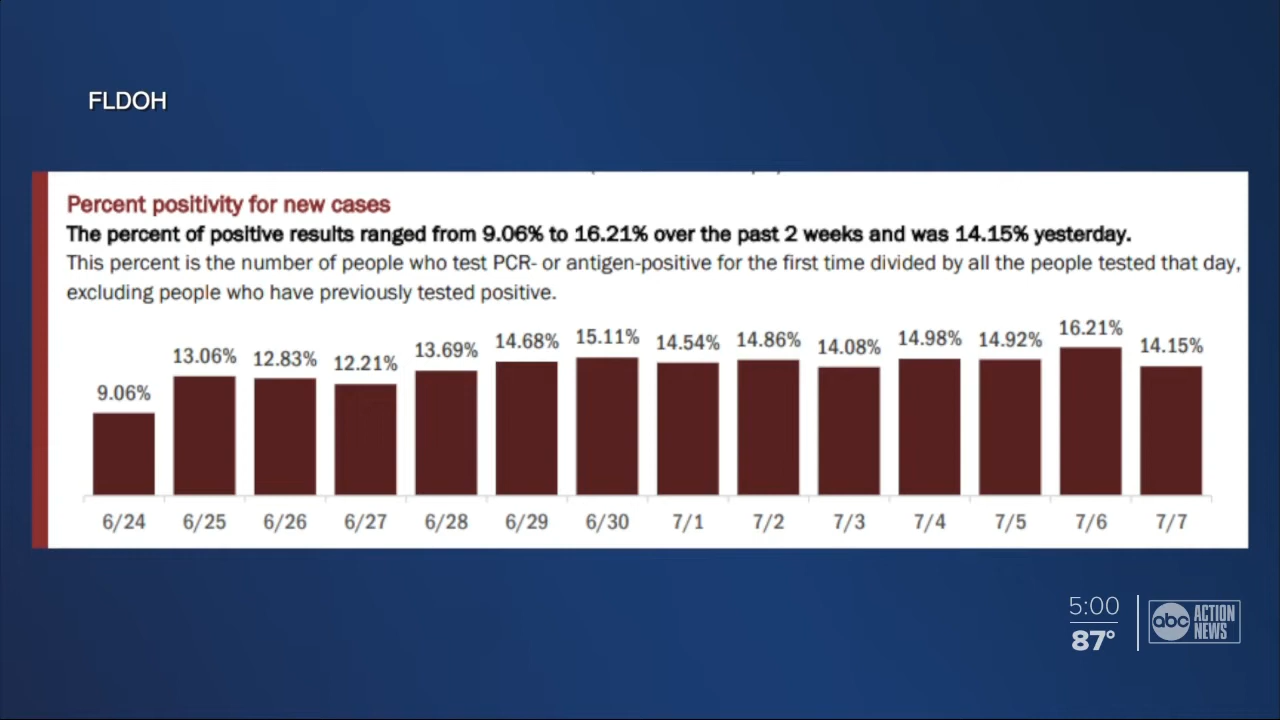 FLDOH
Percent positivity for new cases
The percent of positive results ranged from 9.06% to 16.21% over the past 2 weeks and was 14.15% yesterday.
This percent is the number of people who test PCR- or antigen-positive for the first time divided by all the people tested that day,
excluding people who have previously tested positive.
9.06% 13.06% 12.83% 12.21% 13.69% 14.68% 15.11% 14.54% 14.86% 14.08% 14.98% 14.92% 16.21% 14.15%
6/24 6/25 6/26 6/27 6/28 6/29 6/30 7/1 7/2 7/3 7/4 7/5 7/6 7/7
5:00
87°
abc ACTION
NEWS